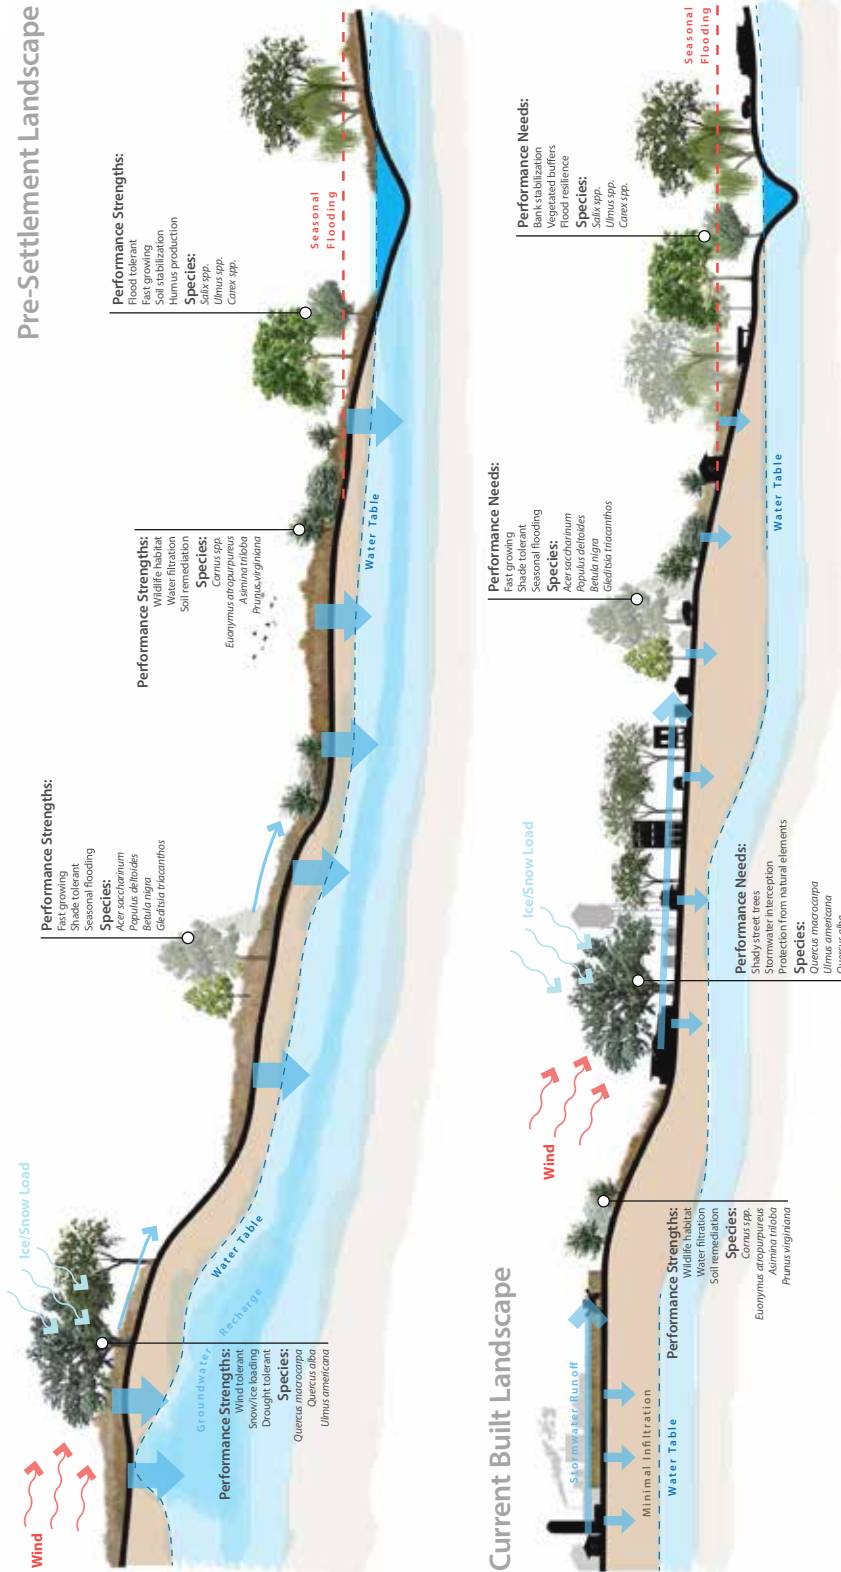 Pre-Settlement Landscape
Wind
Ice/Snow Load
Groundwater Recharge
Water Table
Performance Strengths:
Wind tolerant
Snow/ice loading
Drought tolerant
Species:
Quercus macrocarpa
Quercus alba
Ulmus americana
Performance Strengths:
Fast growing
Shade tolerant
Seasonal flooding
Species:
Acer saccharinum
Populus deltoides
Betula nigra
Gleditsia triacanthos
Performance Strengths:
Wildlife habitat
Water filtration
Soil remediation
Species:
Cornus spp.
Euonymus atropurpureus
Asimina triloba
Prunus virginiana
Water Table
Performance Strengths:
Flood tolerant
Fast growing
Soil stabilization
Humus production
Species:
Salix spp.
Ulmus spp.
Carex spp.
Seasonal
Flooding
Current Built Landscape
Stormwater Runoff
Minimal Infiltration
Water Table
Performance Strengths:
Wildlife habitat
Water filtration
Soil remediation
Species:
Cornus spp.
Euonymus atropurpureus
Asimina triloba
Prunus virginiana
Wind
Ice/Snow Load
Performance Needs:
Shady street trees
Stormwater interception
Protection from natural elements
Species:
Quercus macrocarpa
Ulmus americana
Performance Needs:
Fast growing
Shade tolerant
Seasonal flooding
Species:
Acer saccharinum
Populus deltoides
Betula nigra
Gleditsia triacanthos
Water Table
Performance Needs:
Bank stabilization
Vegetated buffers
Flood resilience
Species:
Salix spp.
Ulmus spp.
Carex spp.
Seasonal
Flooding